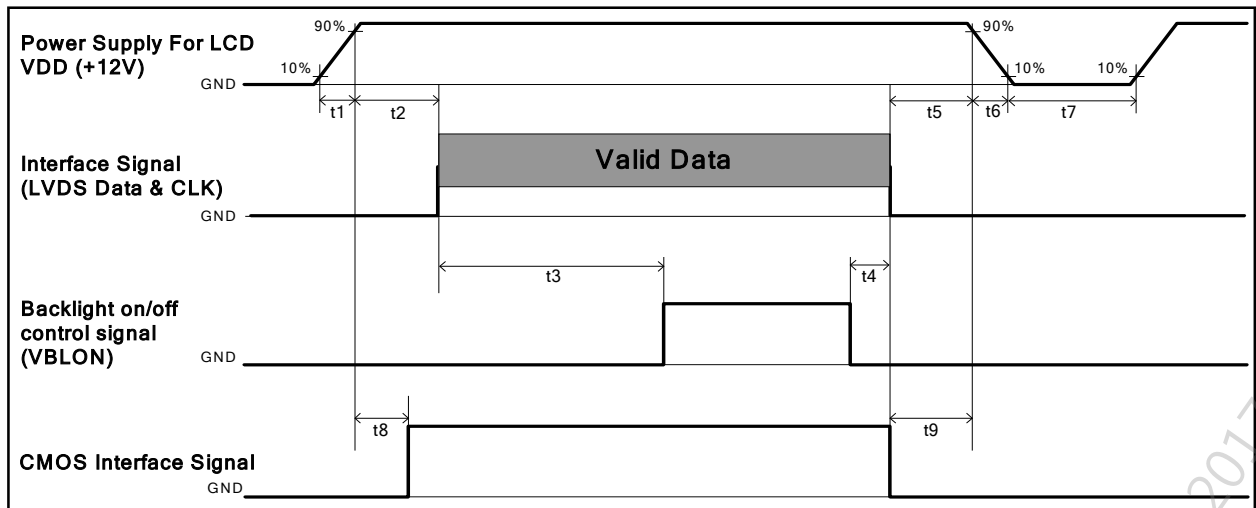 Power Supply For LCD
VDD (+12V)
90%
10%
GND
t1
t2
t5
t6
t7
90%
10%
10%
Interface Signal
(LVDS Data & CLK)
Valid Data
GND
t3
t4
Backlight on/off
control signal
(VBLON)
GND
t8
t9
CMOS Interface Signal
GND
2017